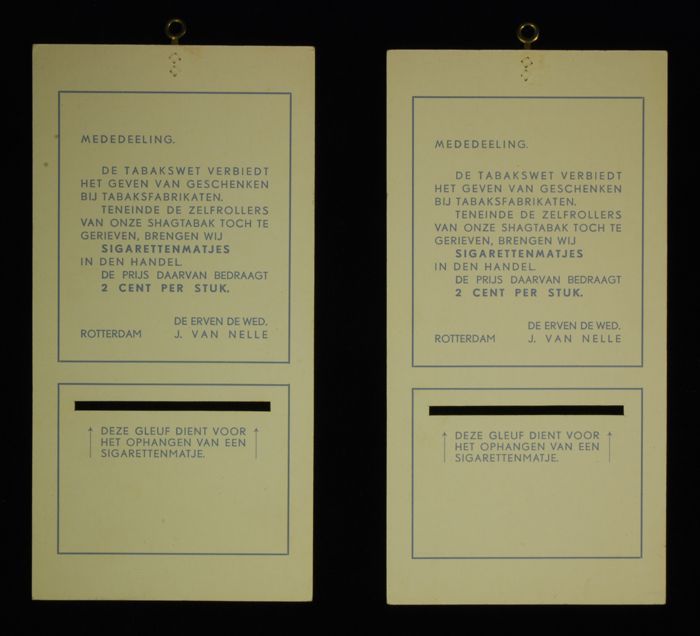 MEDEDEELING.
DE TABAKSWET VERBIEDT
HET GEVEN VAN GESCHENKEN
BIJ TABAKSFABRIKATEN.
TENEINDE DE ZELFROLLERS
VAN ONZE SHAGTABAK TOCH TE
GERIEVEN, BRENGEN WIJ
SIGARETTENMATJES
IN DEN HANDEL.
DE PRIJS DAARVAN BEDRAAGT
2 CENT PER STUK.
DE ERVEN DE WED.
ROTTERDAM J. VAN NELLE
DEZE GLEUF DIENT VOOR
HET OPHANGEN VAN EEN
SIGARETTENMATJE.
MEDEDEELING.
DE TABAKSWET VERBIEDT
HET GEVEN VAN GESCHENKEN
BIJ TABAKSFABRIKATEN.
TENEINDE DE ZELFROLLERS
VAN ONZE SHAGTABAK TOCH TE
GERIEVEN, BRENGEN WIJ
SIGARETTENMATJES
IN DEN HANDEL.
DE PRIJS DAARVAN BEDRAAGT
2 CENT PER STUK.
DE ERVEN DE WED.
ROTTERDAM J. VAN NELLE
DEZE GLEUF DIENT VOOR
HET OPHANGEN VAN EEN
SIGARETTENMATJE.